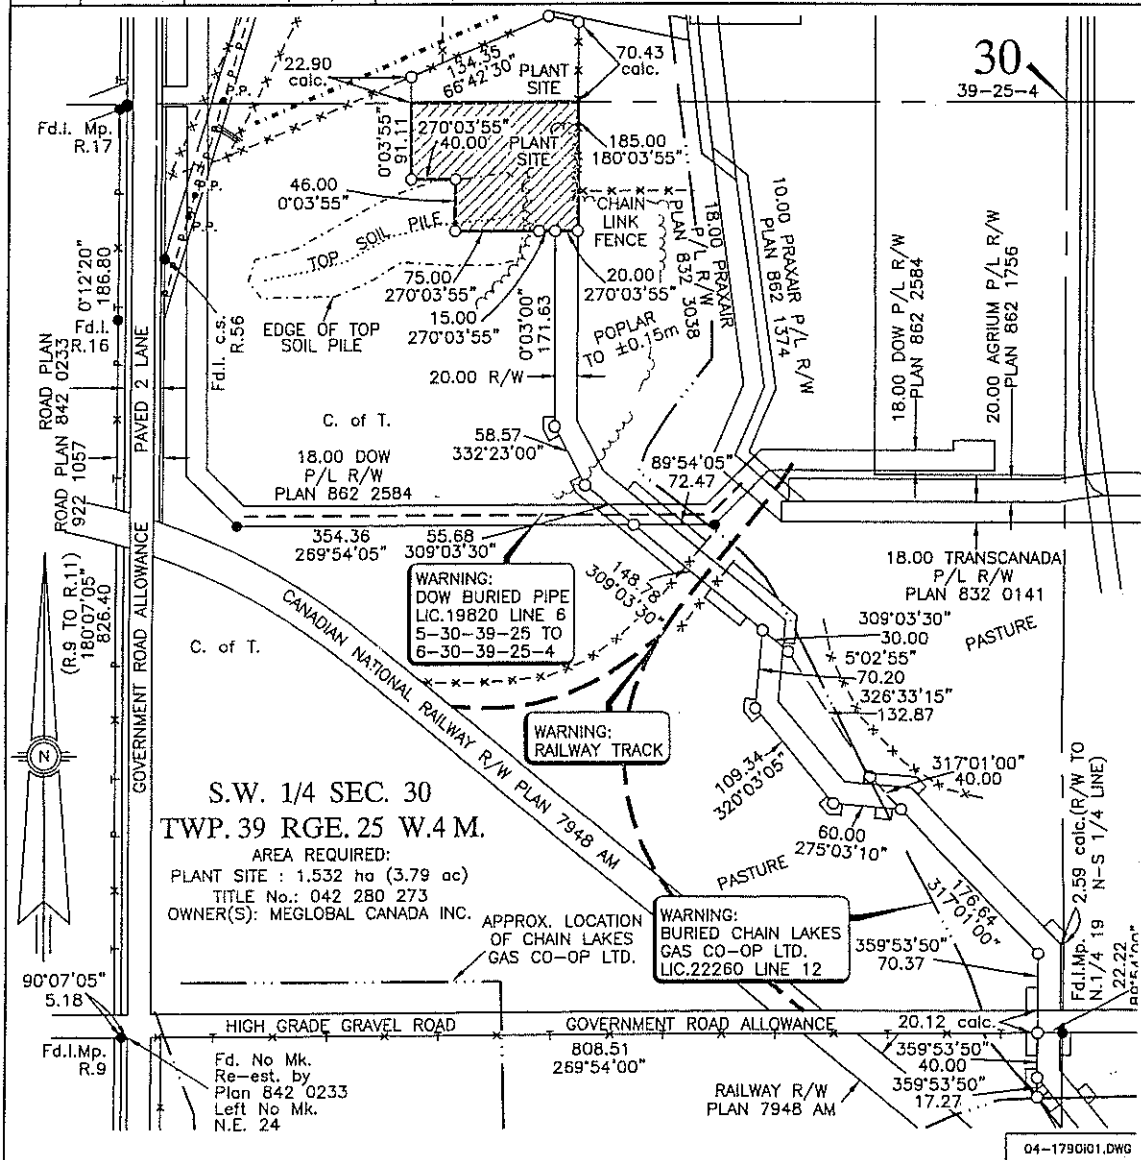 30
39-25-4
22.90
calc.
134.35
66°42'30"
PLANT
SITE
70.43
calc.
P.P.
Fd.I. Mp.
R.17
0°03'55"
91.11
270°03'55"
40.00
PLANT
SITE
185.00
180°03'55"
46.00
0°03'55"
P.P.
P.P.
CHAIN
LINK
FENCE
TOP SOIL PILE
75.00
270°03'55"
15.00
270°03'55"
20.00
270°03'55"
EDGE OF TOP
SOIL PILE
0°12'20"
186.80
Fd.I.
R.16
Fd.I. c.s.
R.56
0°03'00"
171.63
POPLAR
TO ±0.15m
18.00 PRAXAIR
P/L R/W
PLAN 832 3038
10.00 PRAXAIR P/L R/W
PLAN 862 1374
18.00 DOW P/L R/W
PLAN 862 2584
20.00 AGRIUM P/L R/W
PLAN 862 1756
20.00 R/W
ROAD PLAN
ROAD PLAN 842 0233
922 1057
PAVED 2 LANE
GOVERNMENT ROAD ALLOWANCE
C. of T.
18.00 DOW
P/L R/W
PLAN 862 2584
58.57
332°23'00"
89°54'05"
72.47
354.36
269°54'05"
55.68
309°03'30"
18.00 TRANSCANADA
P/L R/W
PLAN 832 0141
WARNING:
DOW BURIED PIPE
LIC.19820 LINE 6
5-30-39-25 TO
6-30-39-25-4
148.78
309°03'30"
309°03'30"
30.00
PASTURE
5°02'55"
70.20
326°33'15"
132.87
(R.9 TO R.11)
180°07'05"
826.40
C. of T.
CANADIAN NATIONAL RAILWAY R/W PLAN 7948 AM
WARNING:
RAILWAY TRACK
N
109.34
320°03'05"
317°01'00"
40.00
60.00
275°03'10"
S.W. 1/4 SEC. 30
TWP. 39 RGE. 25 W.4 M.
AREA REQUIRED:
PLANT SITE : 1.532 ha (3.79 ac)
TITLE No.: 042 280 273
OWNER(S): MEGLOBAL CANADA INC.
PASTURE
APPROX. LOCATION
OF CHAIN LAKES
GAS CO-OP LTD.
WARNING:
BURIED CHAIN LAKES
GAS CO-OP LTD.
LIC.22260 LINE 12
176.64
317°01'00"
359°53'50"
70.37
2.59 calc.(R/W TO
N-S 1/4 LINE)
Fd.I.Mp.
N.1/4 19
22.22
89°54'00"
90°07'05"
5.18
HIGH GRADE GRAVEL ROAD
GOVERNMENT ROAD ALLOWANCE
20.12 calc.
Fd.I.Mp.
R.9
Fd. No Mk.
Re-est. by
Plan 842 0233
Left No Mk.
N.E. 24
808.51
269°54'00"
359°53'50"
40.00
359°53'50"
17.27
RAILWAY R/W
PLAN 7948 AM
04-1790i01.DWG